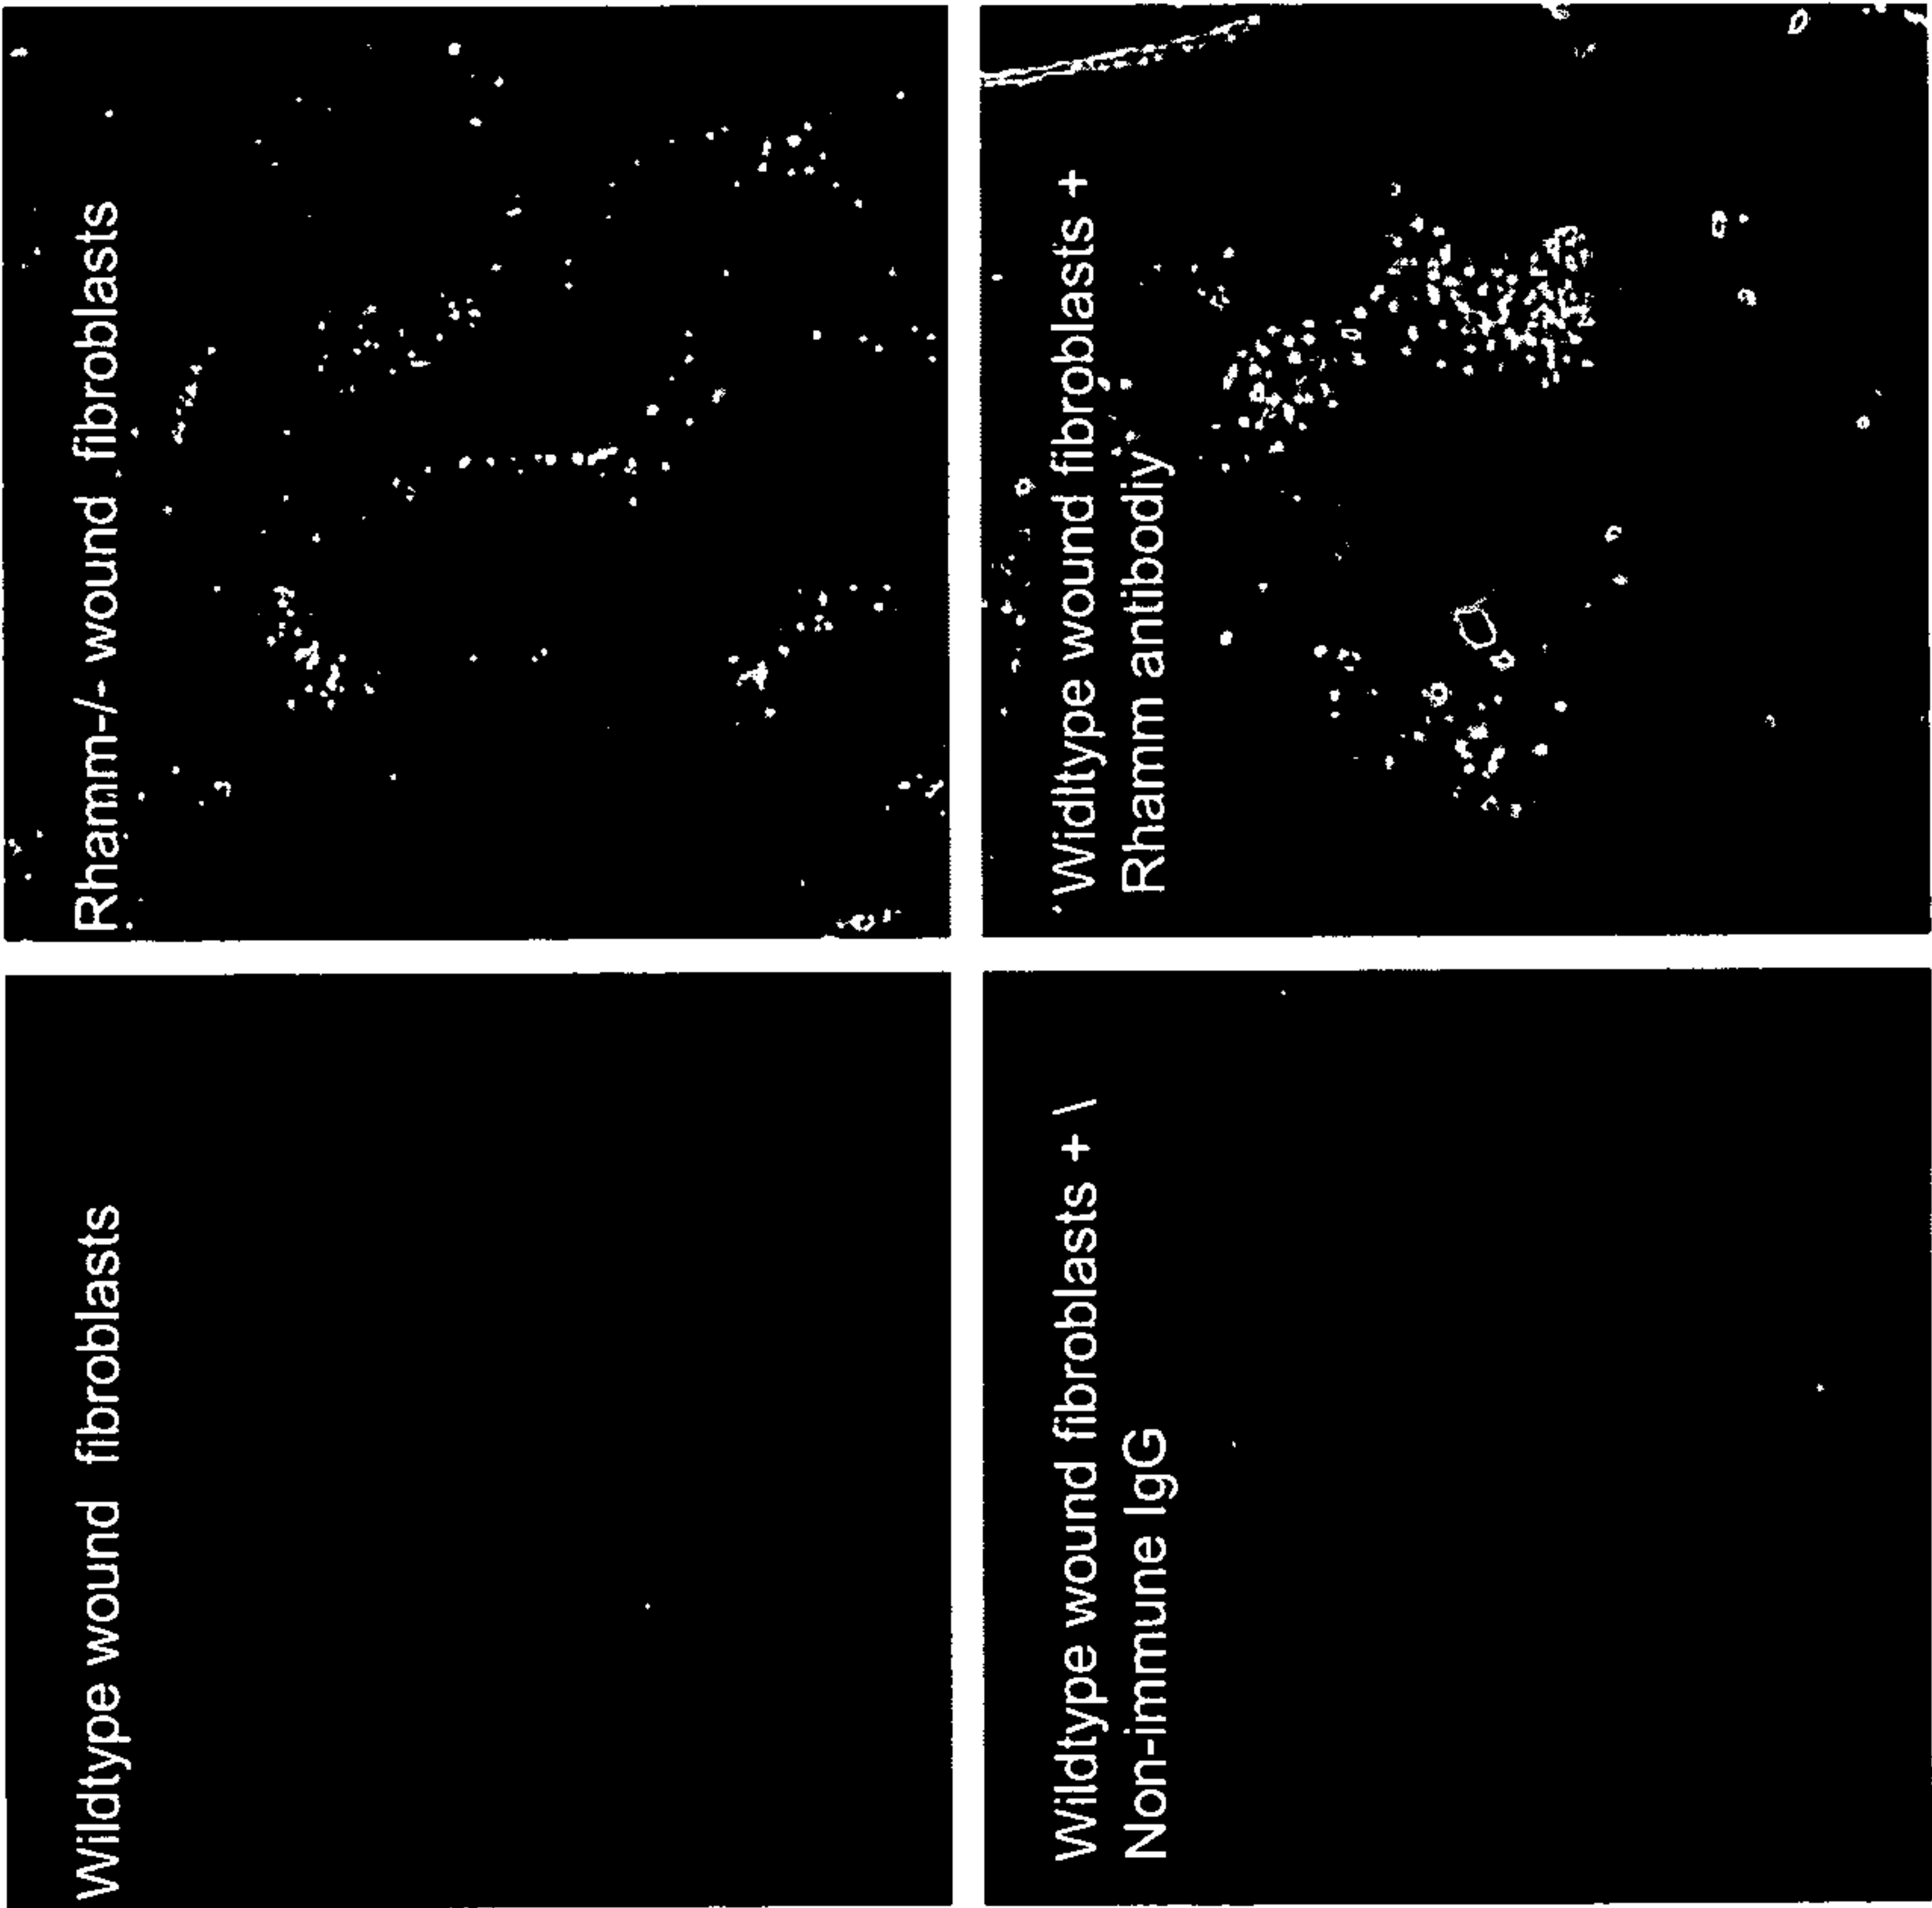 Wildtype wound fibroblasts
Rhamm-/- wound fibroblasts
Wildtype wound fibroblasts + \
Non-immune IgG
Widltype wound fibroblasts +
Rhamm antibodiy